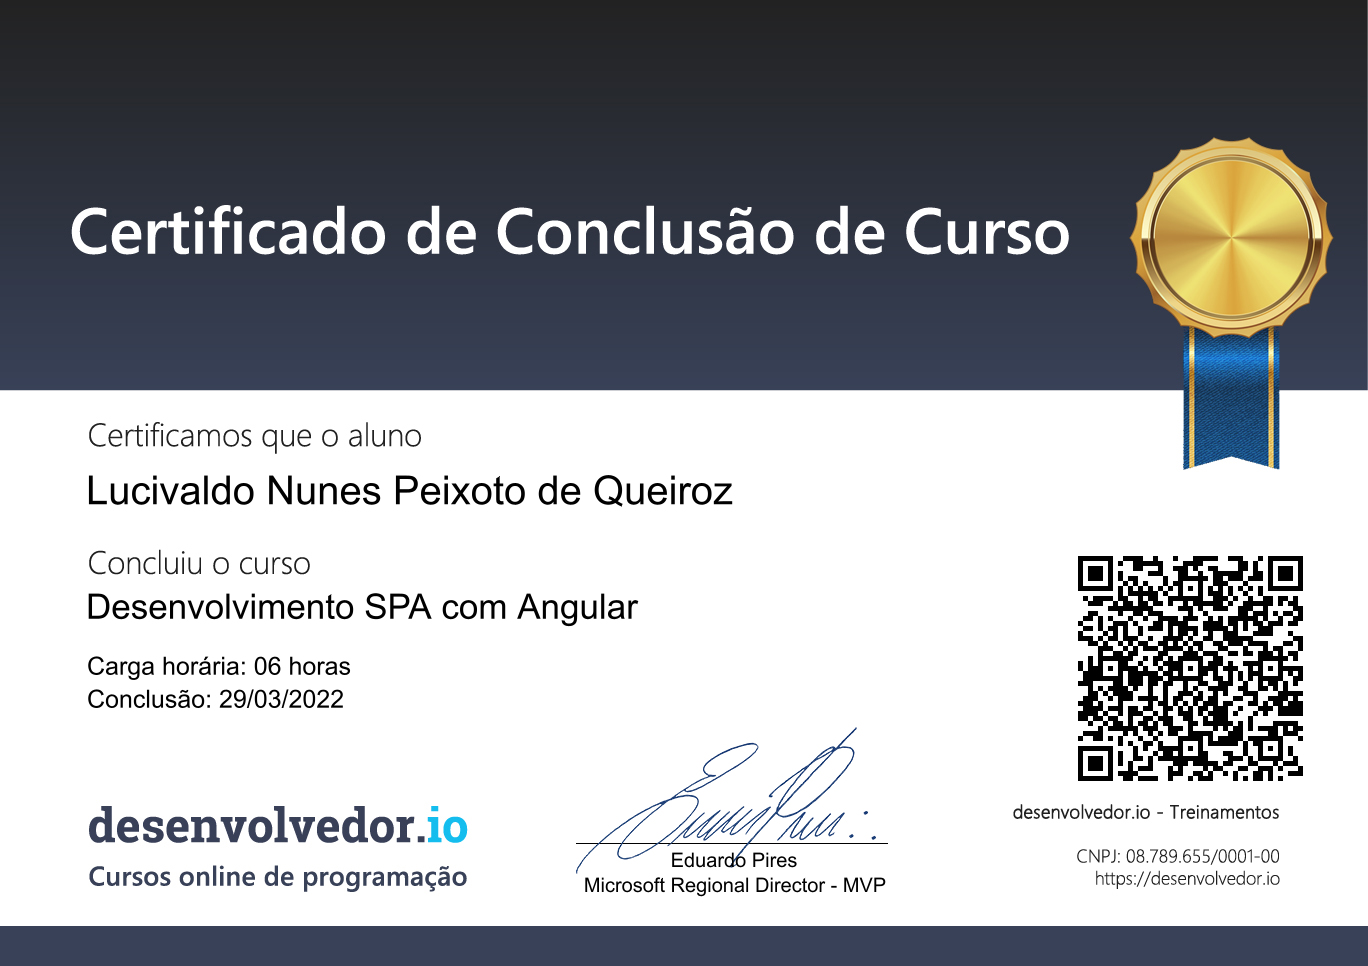 Certificado de Conclusão de Curso
Certificamos que o aluno
Lucivaldo Nunes Peixoto de Queiroz
Concluiu o curso
Desenvolvimento SPA com Angular
Carga horária: 06 horas
Conclusão: 29/03/2022
desenvolvedor.io
Cursos online de programação
Eduardo Pires
Microsoft Regional Director - MVP
desenvolvedor.io - Treinamentos
CNPJ: 08.789.655/0001-00
https://desenvolvedor.io